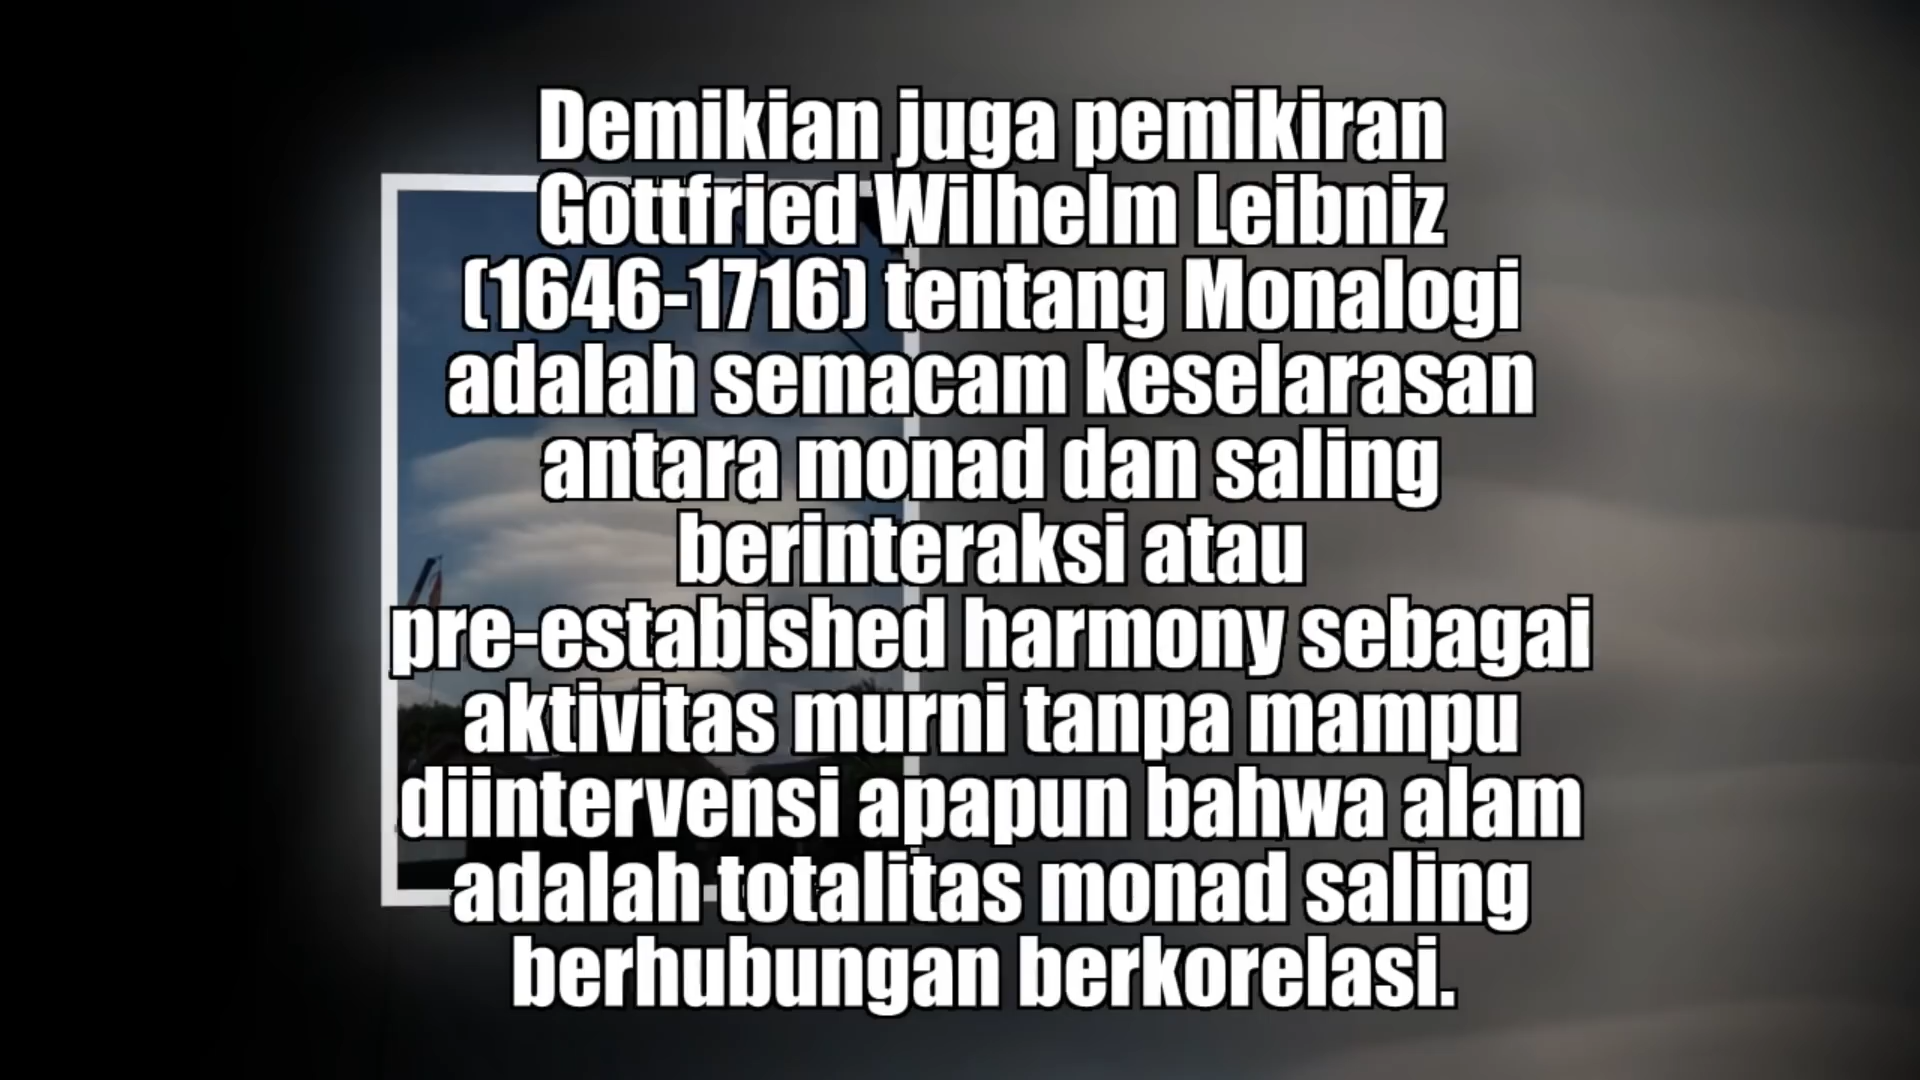 Demikian juga pemikiran
Gottfried Wilhelm Leibniz
(1646-1716) tentang Monalogi
adalah semacam keselarasan
antara monad dan saling
berinteraksi atau
pre-estabished harmony sebagai
aktivitas murni tanpa mampu
diintervensi apapun bahwa alam
adalah totalitas monad saling
berhubungan berkorelasi.